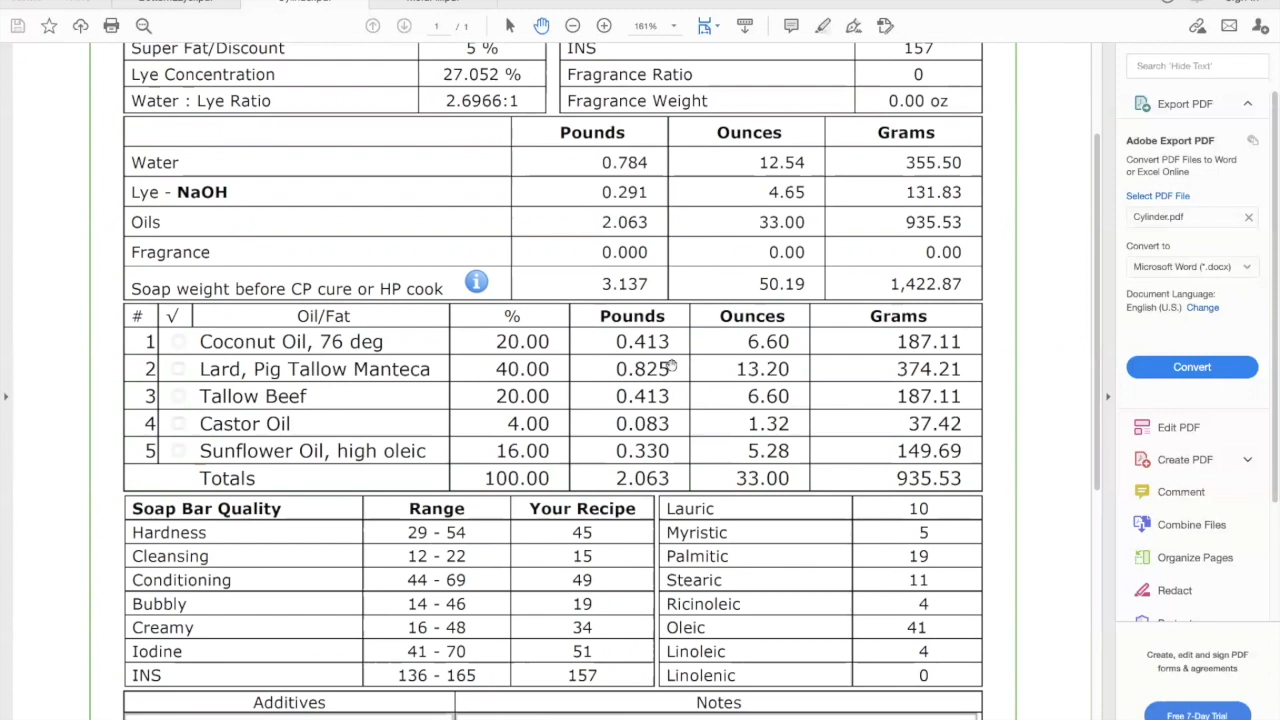 Sign In
1 / 1
161%
Super Fat/Discount 5 % INS 157
Lye Concentration 27.052 % Fragrance Ratio 0
Water : Lye Ratio 2.6966:1 Fragrance Weight 0.00 oz
Pounds Ounces Grams
Water 0.784 12.54 355.50
Lye - NaOH 0.291 4.65 131.83
Oils 2.063 33.00 935.53
Fragrance 0.000 0.00 0.00
Soap weight before CP cure or HP cook i 3.137 50.19 1,422.87
# √ Oil/Fat % Pounds Ounces Grams
1 Coconut Oil, 76 deg 20.00 0.413 6.60 187.11
2 Lard, Pig Tallow Manteca 40.00 0.825 13.20 374.21
3 Tallow Beef 20.00 0.413 6.60 187.11
4 Castor Oil 4.00 0.083 1.32 37.42
5 Sunflower Oil, high oleic 16.00 0.330 5.28 149.69
Totals 100.00 2.063 33.00 935.53
Soap Bar Quality Range Your Recipe Lauric 10
Hardness 29 - 54 45 Myristic 5
Cleansing 12 - 22 15 Palmitic 19
Conditioning 44 - 69 49 Stearic 11
Bubbly 14 - 46 19 Ricinoleic 4
Creamy 16 - 48 34 Oleic 41
Iodine 41 - 70 51 Linoleic 4
INS 136 - 165 157 Linolenic 0
Additives Notes
Search 'Hide Text'
Export PDF
Adobe Export PDF
Convert PDF Files to Word
or Excel Online
Select PDF File
Cylinder.pdf
Convert to
Microsoft Word (*.docx)
Document Language:
English (U.S.) Change
Convert
Edit PDF
Create PDF
Comment
Combine Files
Organize Pages
Redact
Create, edit and sign PDF
forms & agreements
Free 7-Day Trial